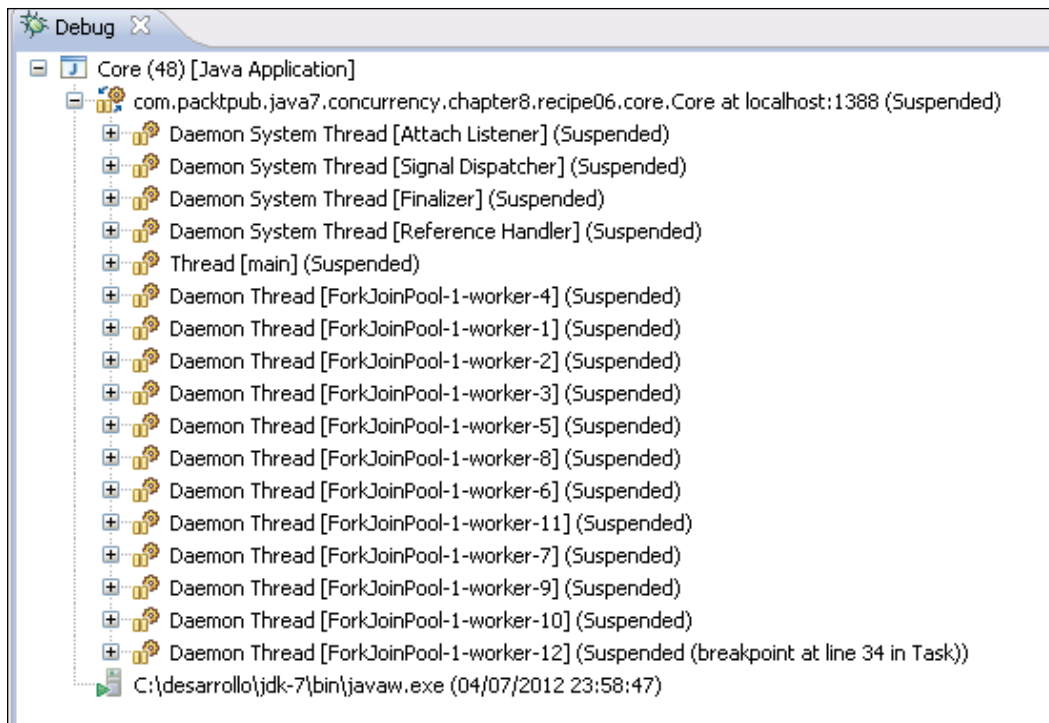 Debug
Core (48) [Java Application]
com.packtpub.java7.concurrency.chapter8.recipe06.core.Core at localhost:1388 (Suspended)
Daemon System Thread [Attach Listener] (Suspended)
Daemon System Thread [Signal Dispatcher] (Suspended)
Daemon System Thread [Finalizer] (Suspended)
Daemon System Thread [Reference Handler] (Suspended)
Thread [main] (Suspended)
Daemon Thread [ForkJoinPool-1-worker-4] (Suspended)
Daemon Thread [ForkJoinPool-1-worker-1] (Suspended)
Daemon Thread [ForkJoinPool-1-worker-2] (Suspended)
Daemon Thread [ForkJoinPool-1-worker-3] (Suspended)
Daemon Thread [ForkJoinPool-1-worker-5] (Suspended)
Daemon Thread [ForkJoinPool-1-worker-8] (Suspended)
Daemon Thread [ForkJoinPool-1-worker-6] (Suspended)
Daemon Thread [ForkJoinPool-1-worker-11] (Suspended)
Daemon Thread [ForkJoinPool-1-worker-7] (Suspended)
Daemon Thread [ForkJoinPool-1-worker-9] (Suspended)
Daemon Thread [ForkJoinPool-1-worker-10] (Suspended)
Daemon Thread [ForkJoinPool-1-worker-12] (Suspended (breakpoint at line 34 in Task))
C:\desarrollo\jdk-7\bin\javaw.exe (04/07/2012 23:58:47)